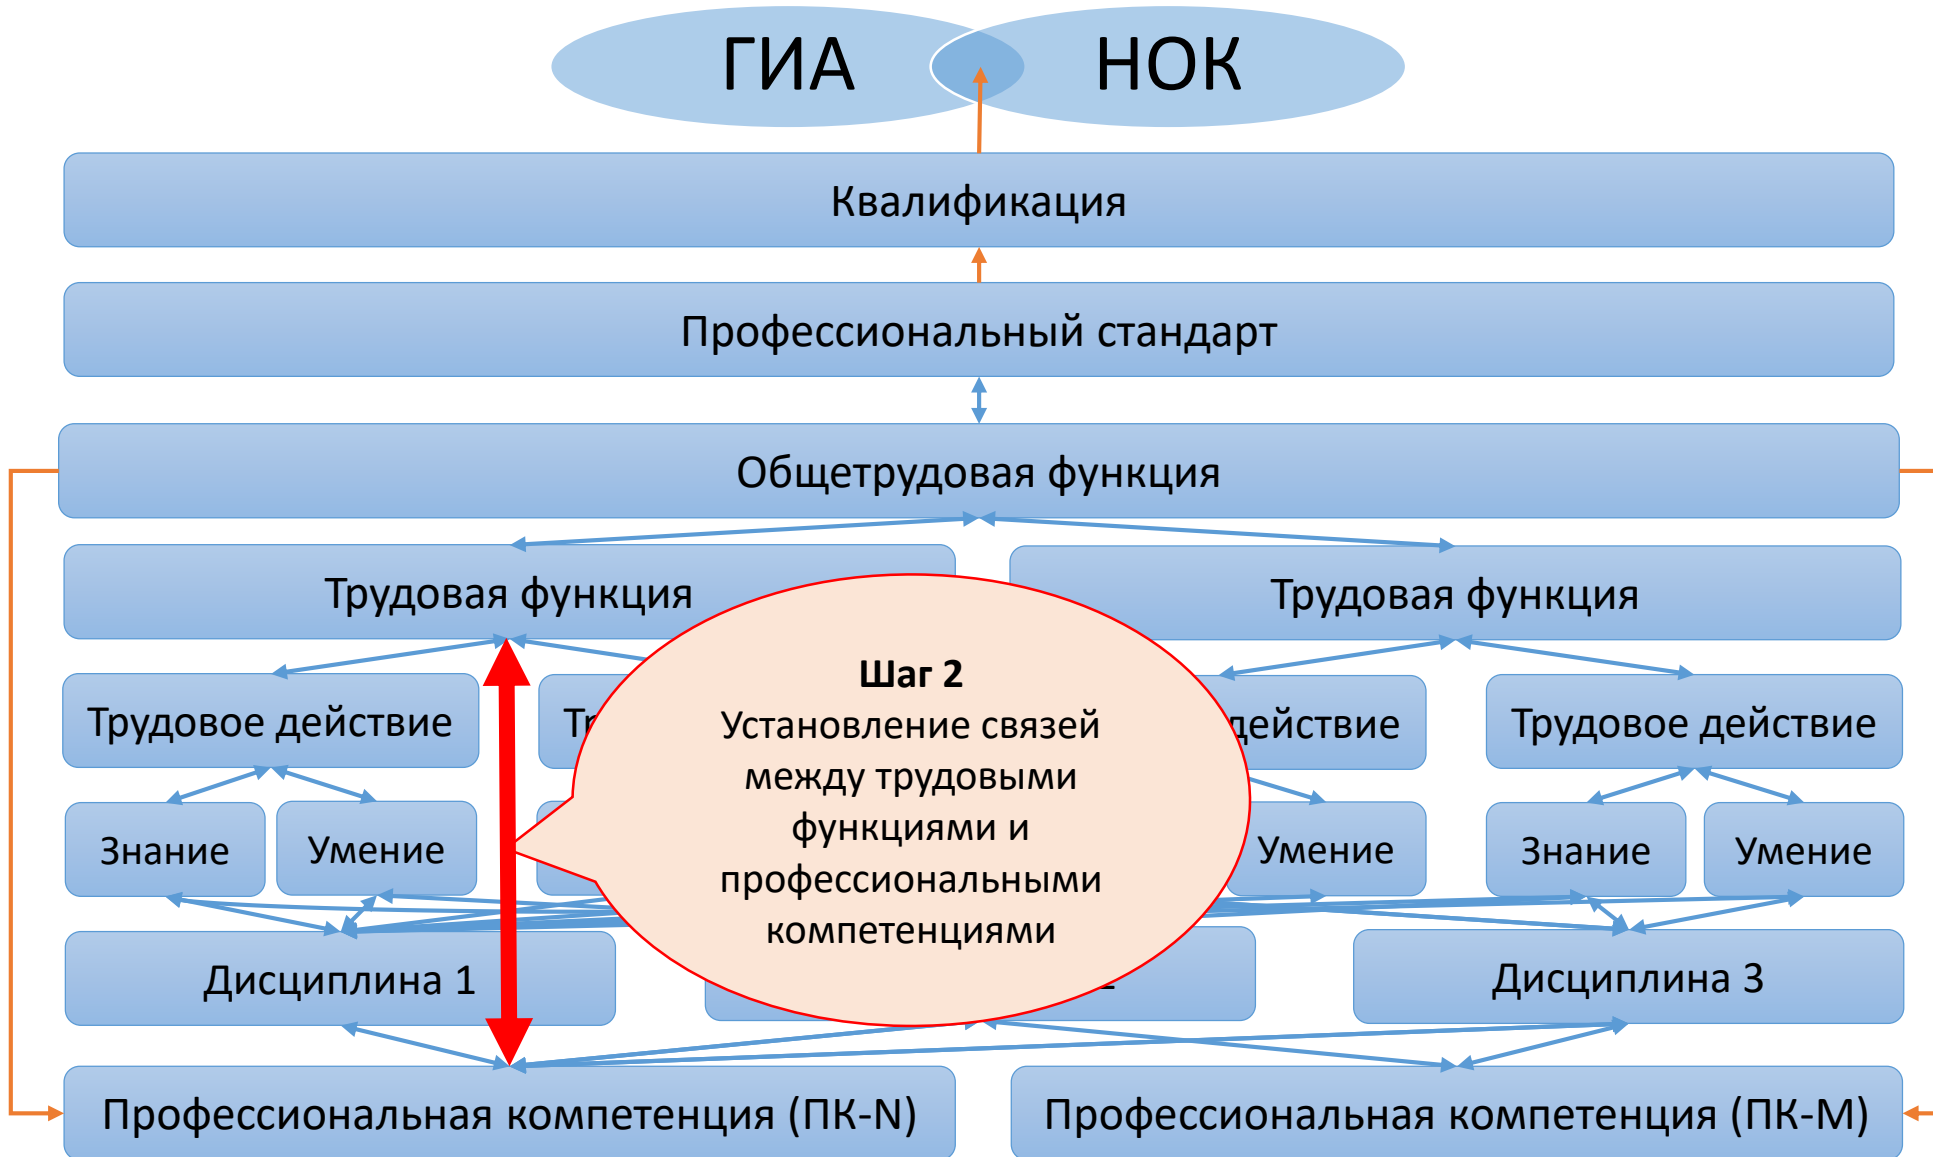 ГИА
НОК
Квалификация
Профессиональный стандарт
Общетрудовая функция
Трудовая функция
Трудовая функция
Шаг 2
Установление связей
между трудовыми
функциями и
профессиональными
компетенциями
Трудовое действие
действие
Трудовое действие
Знание
Умение
Умение
Знание
Умение
Дисциплина 1
Дисциплина 3
Профессиональная компетенция (ПК-N)
Профессиональная компетенция (ПК-М)